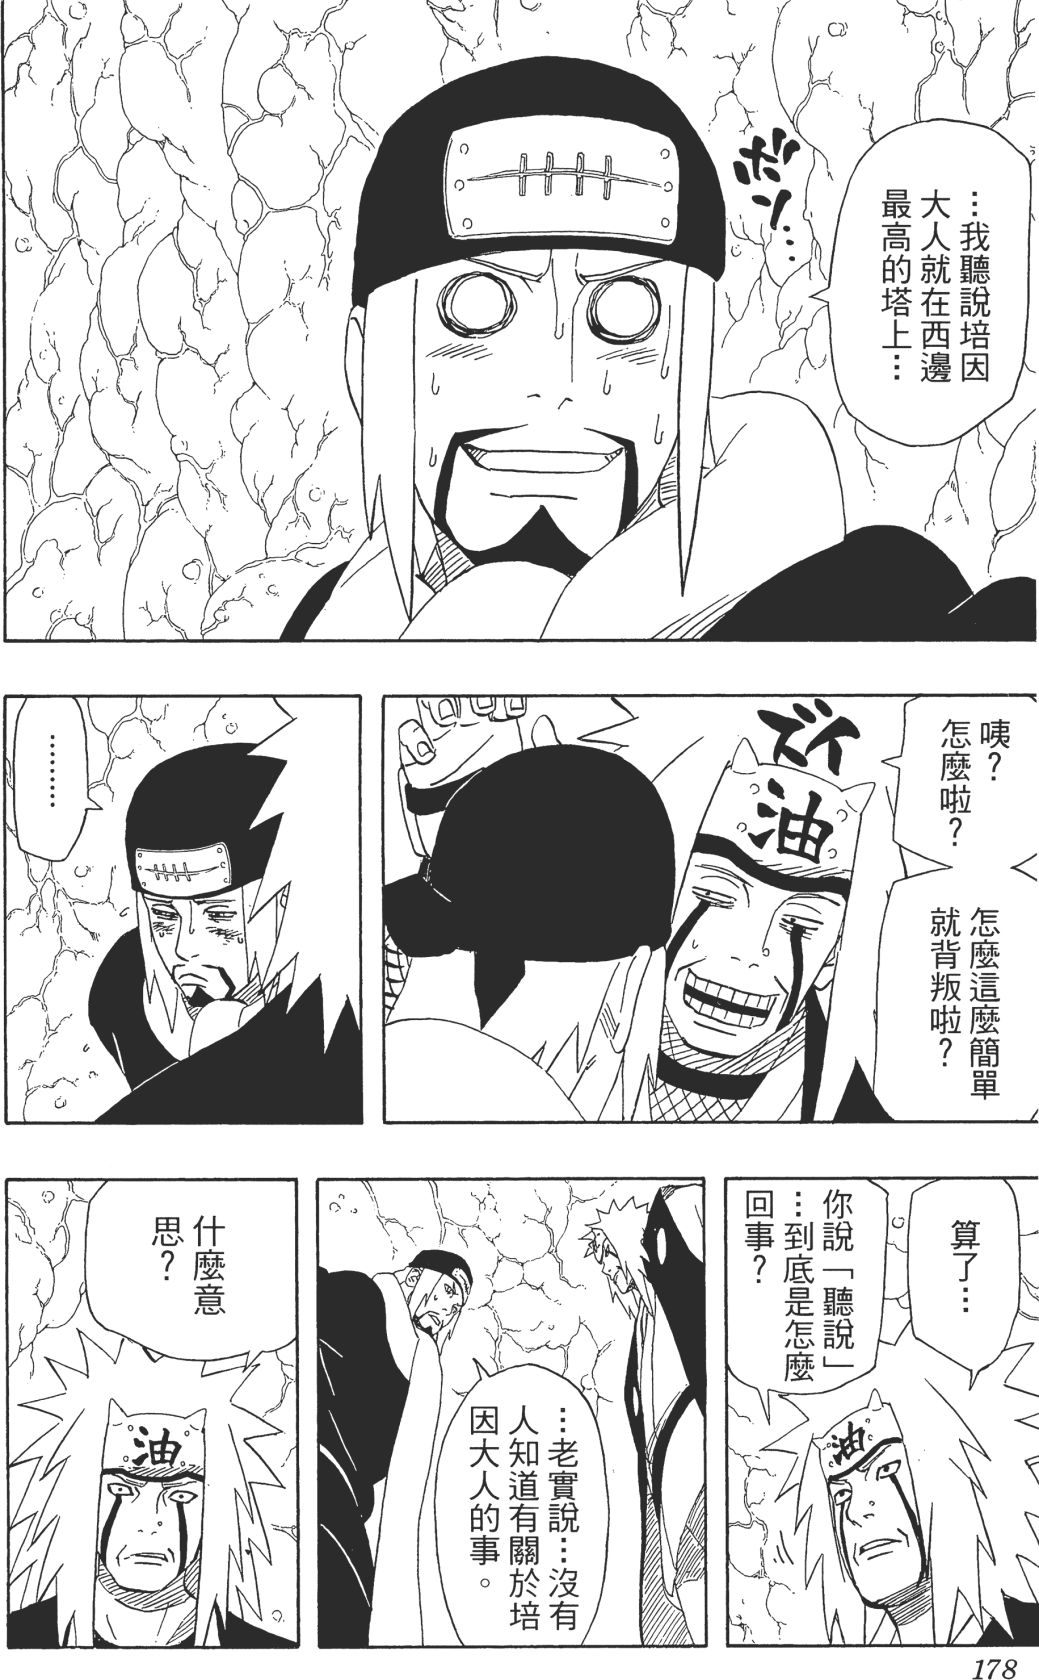 …我聽說培因
大人就在西邊
最高的塔上…
ボン…
咦？
怎麼啦？
怎麼這麼簡單
就背叛啦？
ズイ
油
………
算了…
你說「聽說」
…到底是怎麼
回事？
油
…老實說…沒有
人知道有關於培
因大人的事。
什麼意
思？
油
178